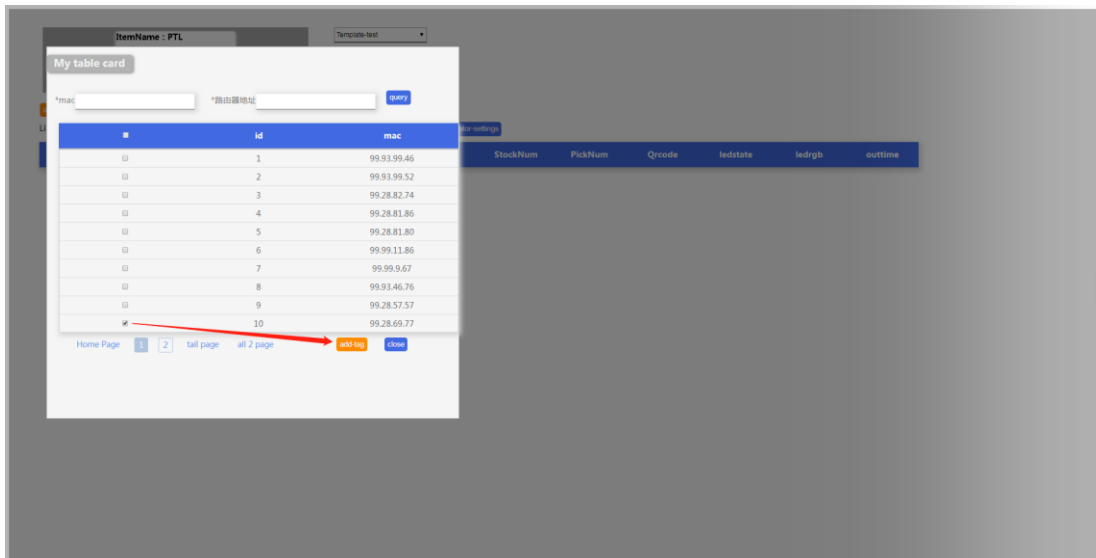 ItemName : PTL
Template-test
My table card
*mac
*路由器地址
query
id mac
tor-settings
StockNum PickNum Qrcode ledstate ledrgb outtime
1 99.93.99.46
2 99.93.99.52
3 99.28.82.74
4 99.28.81.86
5 99.28.81.80
6 99.99.11.86
7 99.99.9.67
8 99.93.46.76
9 99.28.57.57
10 99.28.69.77
Home Page 1 2 tail page all 2 page add-tag close